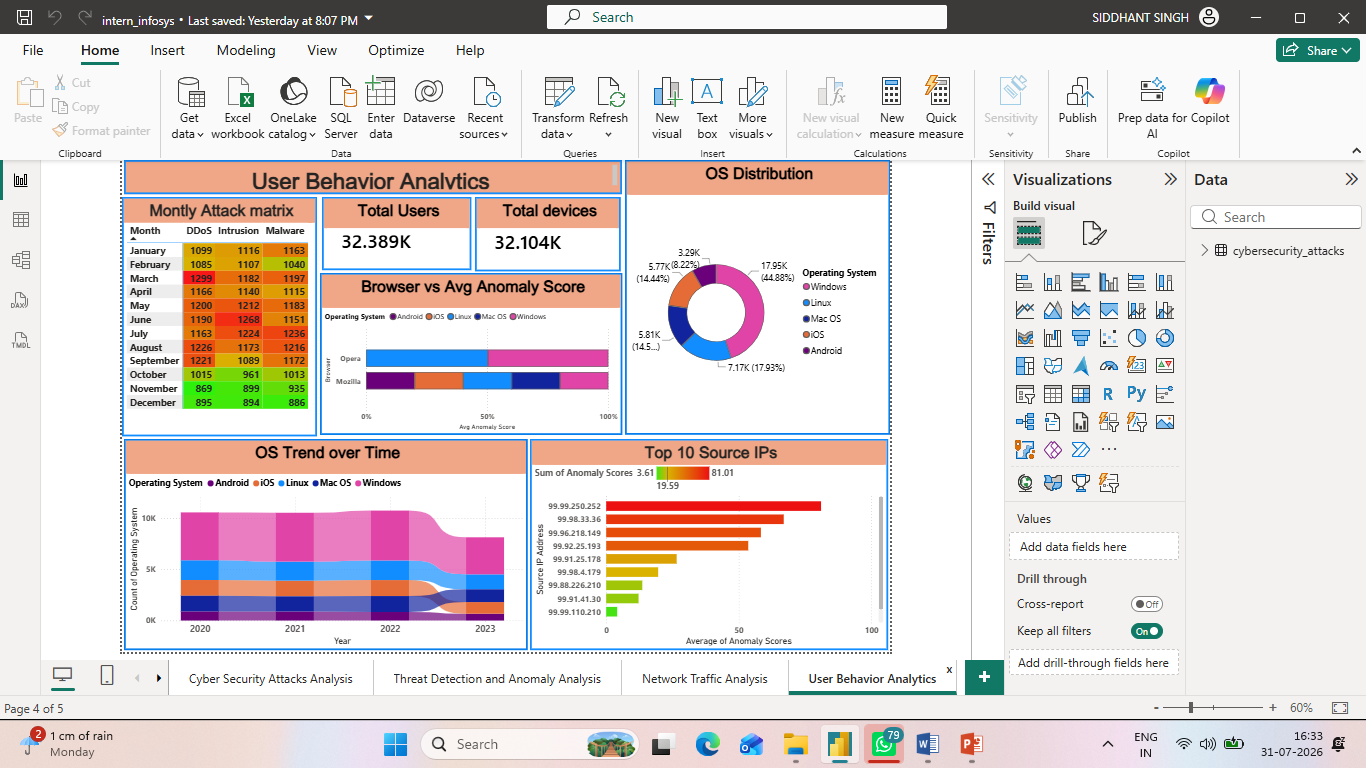 intern_infosys • Last saved: Yesterday at 8:07 PM
Search
SIDDHANT SINGH
File
Home
Insert
Modeling
View
Optimize
Help
Share
Paste
Cut
Copy
Format painter
Clipboard
Get data
Excel workbook
OneLake catalog
SQL Server
Enter data
Dataverse
Recent sources
Data
Transform data
Refresh
Queries
New visual
Text box
More visuals
Insert
New visual calculation
New measure
Quick measure
Calculations
Sensitivity
Sensitivity
Publish
Share
Prep data for AI
Copilot
Copilot
User Behavior Analytics
Montly Attack matrix
Month DDoS Intrusion Malware
January 1099 1116 1163
February 1085 1107 1040
March 1299 1182 1197
April 1166 1140 1115
May 1200 1212 1183
June 1190 1268 1151
July 1163 1224 1236
August 1226 1173 1216
September 1221 1089 1172
October 1015 961 1013
November 869 899 935
December 895 894 886
Total Users
32.389K
Total devices
32.104K
Browser vs Avg Anomaly Score
Operating System Android iOS Linux Mac OS Windows
Browser
Opera
Mozilla
0% 50% 100%
Avg Anomaly Score
OS Distribution
3.29K (8.22%)
5.77K (14.44%)
17.95K (44.88%)
5.81K (14.5...)
7.17K (17.93%)
Operating System
Windows
Linux
Mac OS
iOS
Android
OS Trend over Time
Operating System Android iOS Linux Mac OS Windows
Count of Operating System
10K
5K
0K
2020 2021 2022 2023
Year
Top 10 Source IPs
Sum of Anomaly Scores 3.61 81.01
19.59
Source IP Address
99.99.250.252
99.98.33.36
99.96.218.149
99.92.25.193
99.91.25.178
99.98.4.179
99.88.226.210
99.91.41.30
99.99.110.210
0 50 100
Average of Anomaly Scores
Filters
Visualizations
Build visual
R
Py
123
Values
Add data fields here
Drill through
Cross-report
Off
Keep all filters
On
Add drill-through fields here
Data
Search
cybersecurity_attacks
DAX
TMDL
Cyber Security Attacks Analysis
Threat Detection and Anomaly Analysis
Network Traffic Analysis
User Behavior Analytics
x
Page 4 of 5
- + 60%
2
1 cm of rain
Monday
Search
79
ENG
IN
16:33
31-07-2026